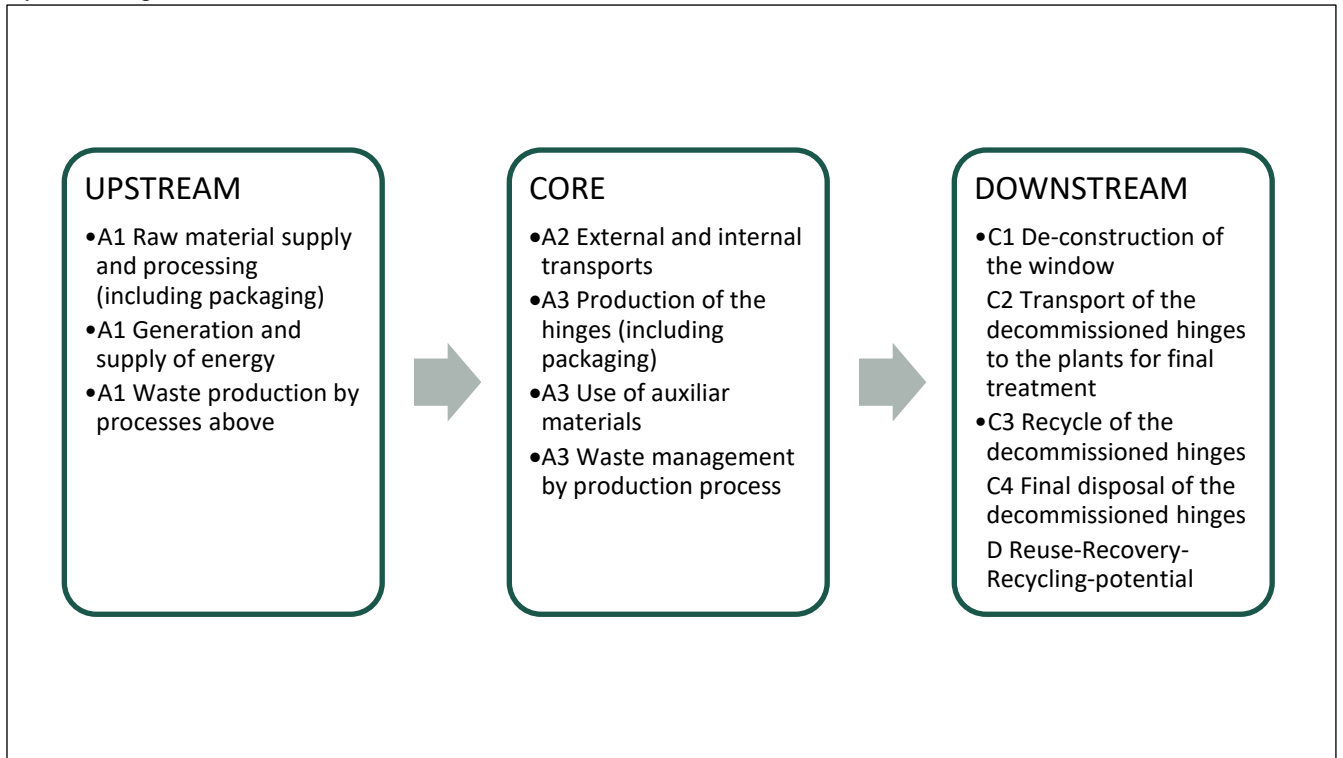 UPSTREAM
•A1 Raw material supply
and processing
(including packaging)
•A1 Generation and
supply of energy
•A1 Waste production by
processes above
CORE
•A2 External and internal
transports
•A3 Production of the
hinges (including
packaging)
•A3 Use of auxiliar
materials
•A3 Waste management
by production process
DOWNSTREAM
•C1 De-construction of
the window
C2 Transport of the
decommissioned hinges
to the plants for final
treatment
•C3 Recycle of the
decommissioned hinges
C4 Final disposal of the
decommissioned hinges
D Reuse-Recovery-
Recycling-potential